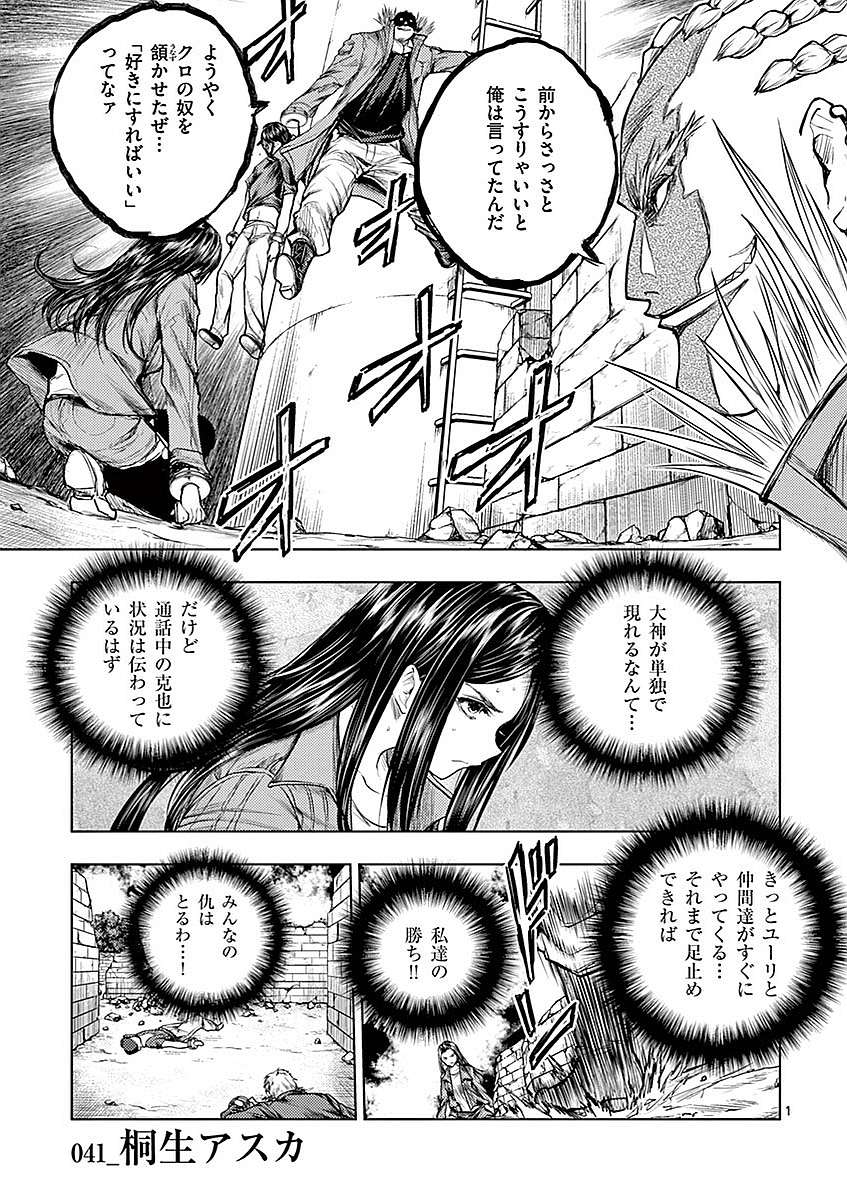 前からさっさと
こうすりゃいいと
俺は言ってたんだ
ようやく
クロの奴を
頷かせたぜ…
「好きにすればいい」
ってなァ
うなず
オオオオオオ
大神が単独で
現れるなんて…
だけど
通話中の克也に
状況は伝わって
いるはず
きっとユーリと
仲間達がすぐに
やってくる…
それまで足止め
できれば
ドドド
私達の
勝ち!!
みんなの
仇は
とるわ…!
1
041_桐生アスカ